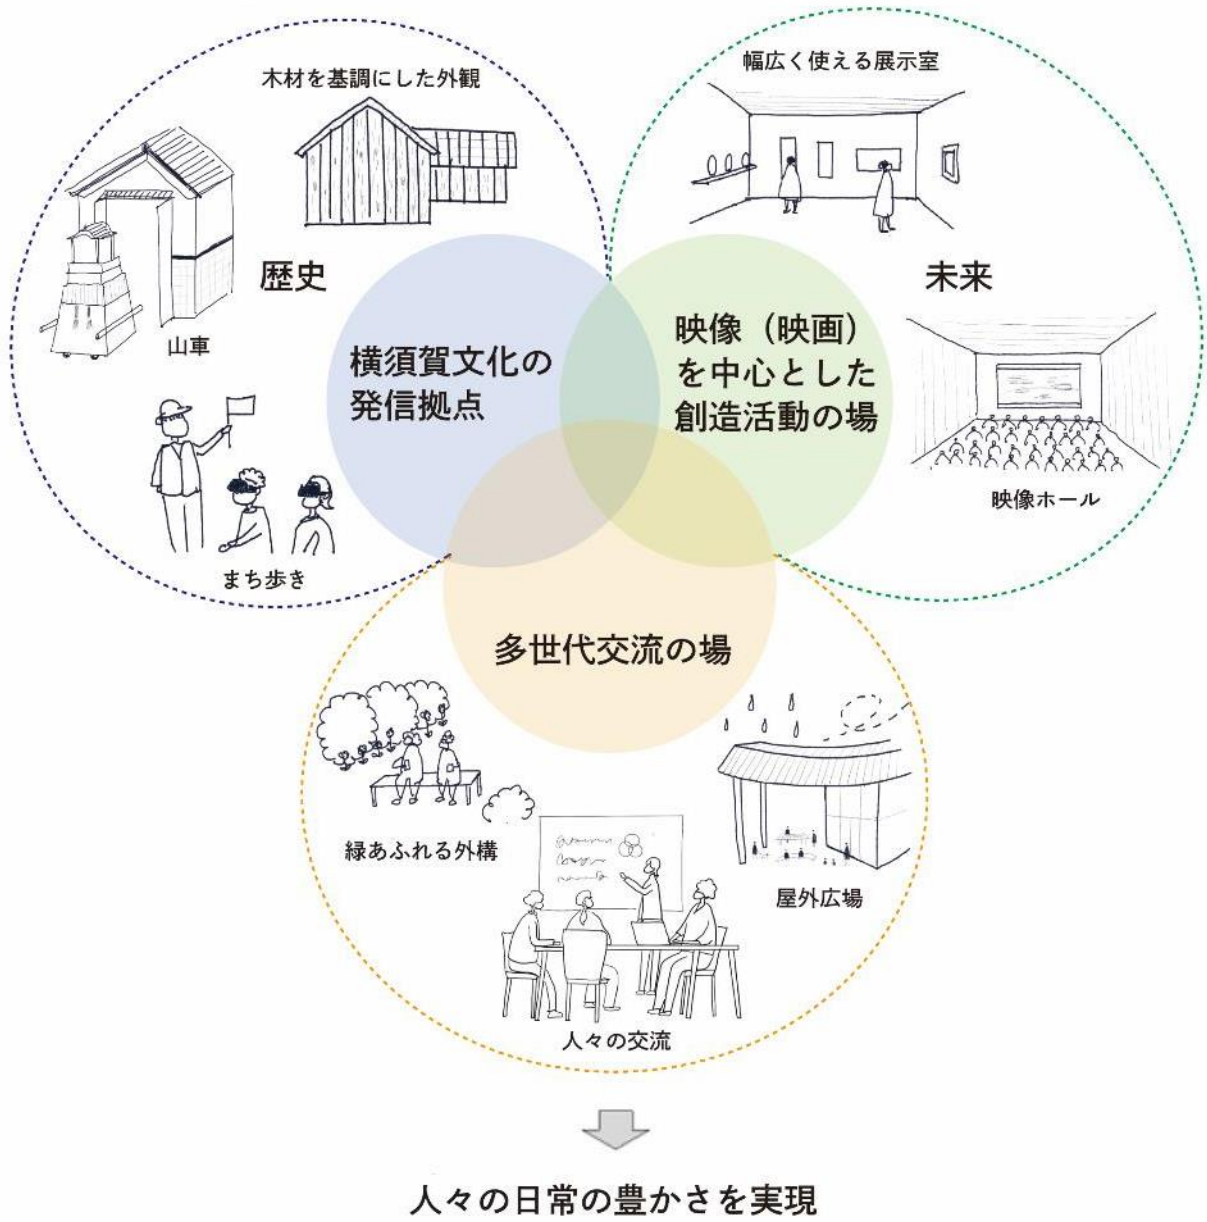 木材を基調にした外観
歴史
山車
まち歩き
横須賀文化の
発信拠点
幅広く使える展示室
未来
映像（映画）
を中心とした
創造活動の場
映像ホール
多世代交流の場
緑あふれる外構
屋外広場
人々の交流
人々の日常の豊かさを実現